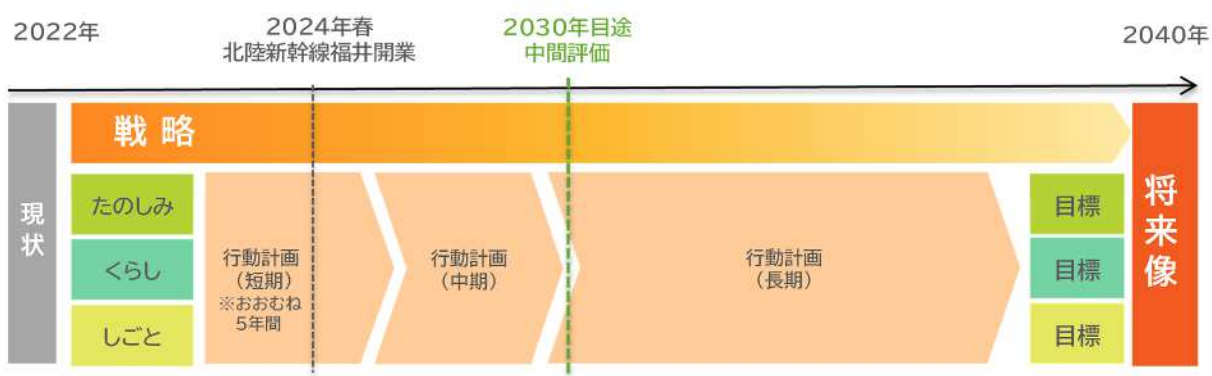 2022年
2024年春
北陸新幹線福井開業
2030年目途
中間評価
2040年
現状
戦略
たのしみ
くらし
しごと
行動計画
（短期）
※おおむね
5年間
行動計画
（中期）
行動計画
（長期）
目標
目標
目標
将来像